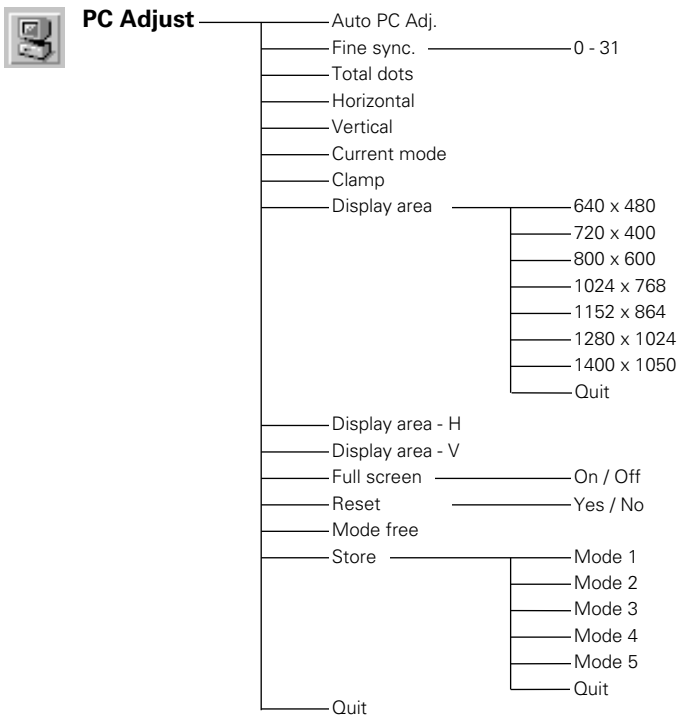 PC Adjust Auto PC Adj.
Fine sync. 0 - 31
Total dots
Horizontal
Vertical
Current mode
Clamp
Display area 640 x 480
720 x 400
800 x 600
1024 x 768
1152 x 864
1280 x 1024
1400 x 1050
Quit
Display area - H
Display area - V
Full screen On / Off
Reset Yes / No
Mode free
Store Mode 1
Mode 2
Mode 3
Mode 4
Mode 5
Quit
Quit